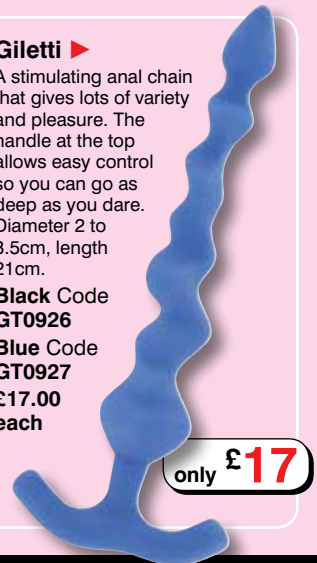 Giletti ▶
A stimulating anal chain
that gives lots of variety
and pleasure. The
handle at the top
allows easy control
so you can go as
deep as you dare.
Diameter 2 to
3.5cm, length
21cm.
Black Code
GT0926
Blue Code
GT0927
£17.00
each
only £17